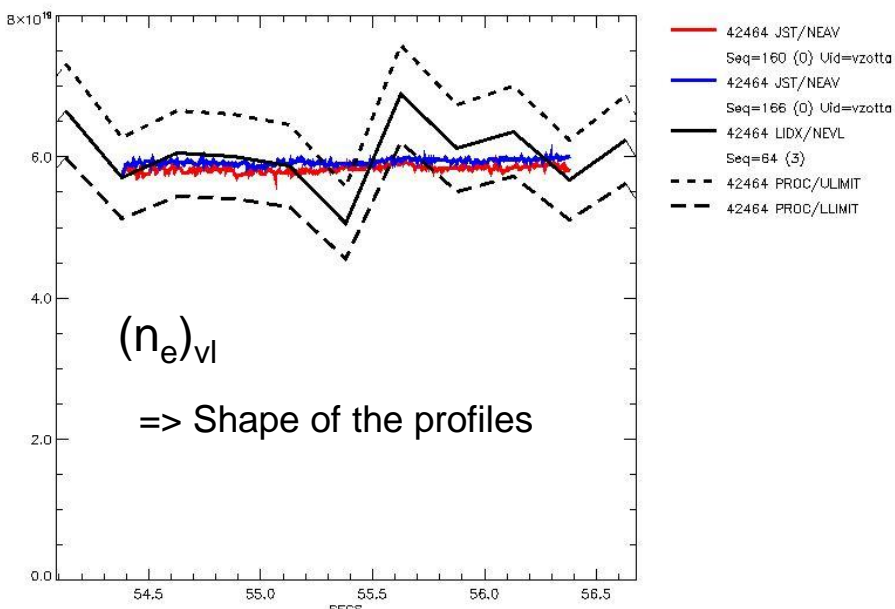 8×10¹⁹
6.0
4.0
2.0
0.0
(nₑ)ᵥₗ
=> Shape of the profiles
54.5 55.0 55.5 56.0 56.5
SECS
42464 JST/NEAV
Seq=160 (0) Uid=vzotta
42464 JST/NEAV
Seq=166 (0) Uid=vzotta
42464 LIDX/NEVL
Seq=64 (3)
42464 PROC/ULIMIT
42464 PROC/LLIMIT